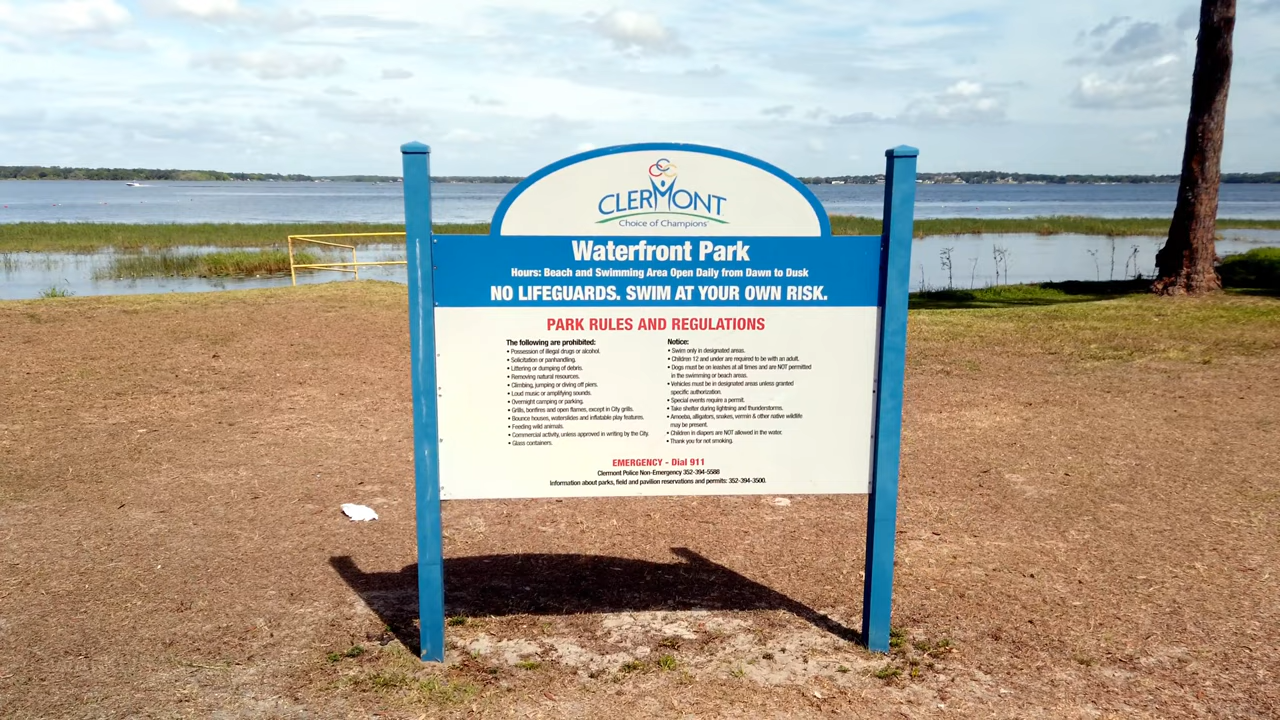 CLERMONT
Choice of Champions
Waterfront Park
Hours: Beach and Swimming Area Open Daily from Dawn to Dusk
NO LIFEGUARDS. SWIM AT YOUR OWN RISK.
PARK RULES AND REGULATIONS
The following are prohibited:
• Possession of illegal drugs or alcohol.
• Solicitation or panhandling.
• Littering or dumping of debris.
• Removing natural resources.
• Climbing, jumping or diving off piers.
• Loud music or amplifying sounds.
• Overnight camping or parking.
• Grills, bonfires and open flames, except in City grills.
• Bounce houses, waterslides and inflatable play features.
• Feeding wild animals.
• Commercial activity, unless approved in writing by the City.
• Glass containers.
Notice:
• Swim only in designated areas.
• Children 12 and under are required to be with an adult.
• Dogs must be on leashes at all times and are NOT permitted
in the swimming or beach areas.
• Vehicles must be in designated areas unless granted
specific authorization.
• Special events require a permit.
• Take shelter during lightning and thunderstorms.
• Amoeba, alligators, snakes, vermin & other native wildlife
may be present.
• Children in diapers are NOT allowed in the water.
• Thank you for not smoking.
EMERGENCY - Dial 911
Clermont Police Non-Emergency 352-394-5588
Information about parks, field and pavilion reservations and permits: 352-394-3500.